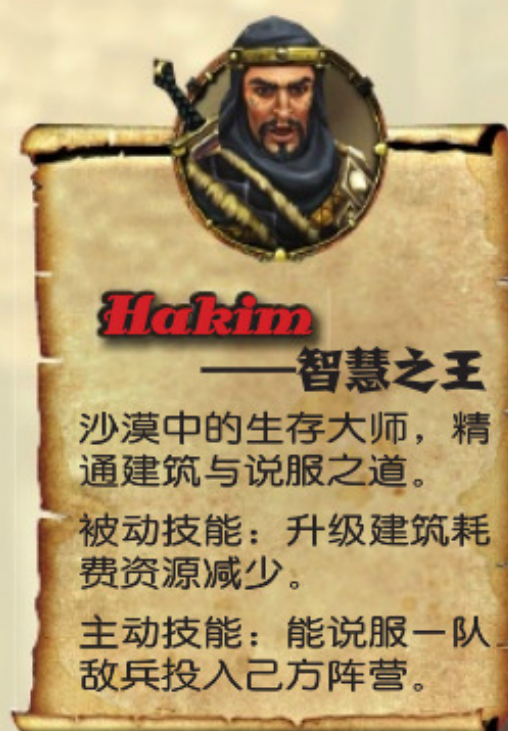 Hakim
——智慧之王
沙漠中的生存大师，精
通建筑与说服之道。
被动技能：升级建筑耗
费资源减少。
主动技能：能说服一队
敌兵投入己方阵营。